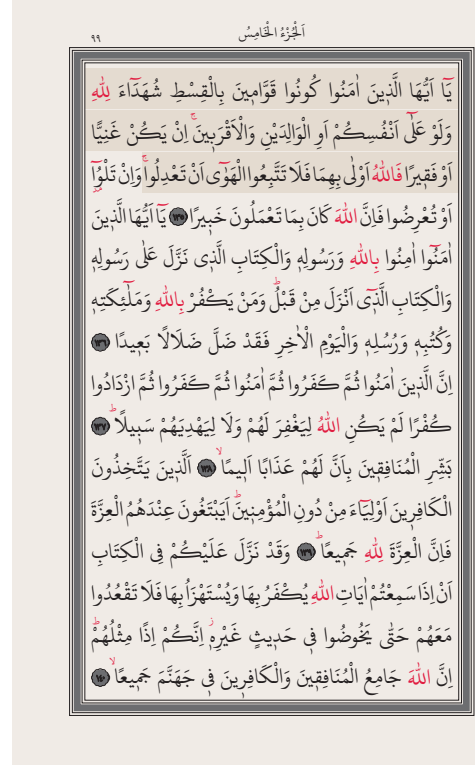 اَلْجُزْءُ الْخَامِسُ
٩٩
يَٓا اَيُّهَا الَّذ۪ينَ اٰمَنُوا كُونُوا قَوَّام۪ينَ بِالْقِسْطِ شُهَدَٓاءَ لِلّٰهِ
وَلَوْ عَلٰٓى اَنْفُسِكُمْ اَوِ الْوَالِدَيْنِ وَالْاَقْرَب۪ينَۚ اِنْ يَكُنْ غَنِيًّا
اَوْ فَق۪يرًا فَاللّٰهُ اَوْلٰى بِهِمَا فَلَا تَتَّبِعُوا الْهَوٰٓى اَنْ تَعْدِلُواۚ وَاِنْ تَلْوُ۫ٓا
اَوْ تُعْرِضُوا فَاِنَّ اللّٰهَ كَانَ بِمَا تَعْمَلُونَ خَب۪يرًا ﴿١٣٥﴾ يَٓا اَيُّهَا الَّذ۪ينَ
اٰمَنُٓوا اٰمِنُوا بِاللّٰهِ وَرَسُولِه۪ وَالْكِتَابِ الَّذ۪ي نَزَّلَ عَلٰى رَسُولِه۪
وَالْكِتَابِ الَّذ۪ٓي اَنْزَلَ مِنْ قَبْلُۜ وَمَنْ يَكْفُرْ بِاللّٰهِ وَمَلٰٓئِكَتِه۪
وَكُتُبِه۪ وَرُسُلِه۪ وَالْيَوْمِ الْاٰخِرِ فَقَدْ ضَلَّ ضَلَالًا بَع۪يدًا ﴿١٣٦﴾
اِنَّ الَّذ۪ينَ اٰمَنُوا ثُمَّ كَفَرُوا ثُمَّ اٰمَنُوا ثُمَّ كَفَرُوا ثُمَّ ازْدَادُوا
كُفْرًا لَمْ يَكُنِ اللّٰهُ لِيَغْفِرَ لَهُمْ وَلَا لِيَهْدِيَهُمْ سَب۪يلًاۜ ﴿١٣٧﴾
بَشِّرِ الْمُنَافِق۪ينَ بِاَنَّ لَهُمْ عَذَابًا اَل۪يمًاۙ ﴿١٣٨﴾ اَلَّذ۪ينَ يَتَّخِذُونَ
الْكَافِر۪ينَ اَوْلِيَٓاءَ مِنْ دُونِ الْمُؤْمِن۪ينَۜ اَيَبْتَغُونَ عِنْدَهُمُ الْعِزَّةَ
فَاِنَّ الْعِزَّةَ لِلّٰهِ جَم۪يعًاۜ ﴿١٣٩﴾ وَقَدْ نَزَّلَ عَلَيْكُمْ فِي الْكِتَابِ
اَنْ اِذَا سَمِعْتُمْ اٰيَاتِ اللّٰهِ يُكْفَرُ بِهَا وَيُسْتَهْزَاُ بِهَا فَلَا تَقْعُدُوا
مَعَهُمْ حَتّٰى يَخُوضُوا ف۪ي حَد۪يثٍ غَيْرِه۪ۘ اِنَّكُمْ اِذًا مِثْلُهُمْۜ
اِنَّ اللّٰهَ جَامِعُ الْمُنَافِق۪ينَ وَالْكَافِر۪ينَ ف۪ي جَهَنَّمَ جَم۪يعًاۙ ﴿١٤٠﴾